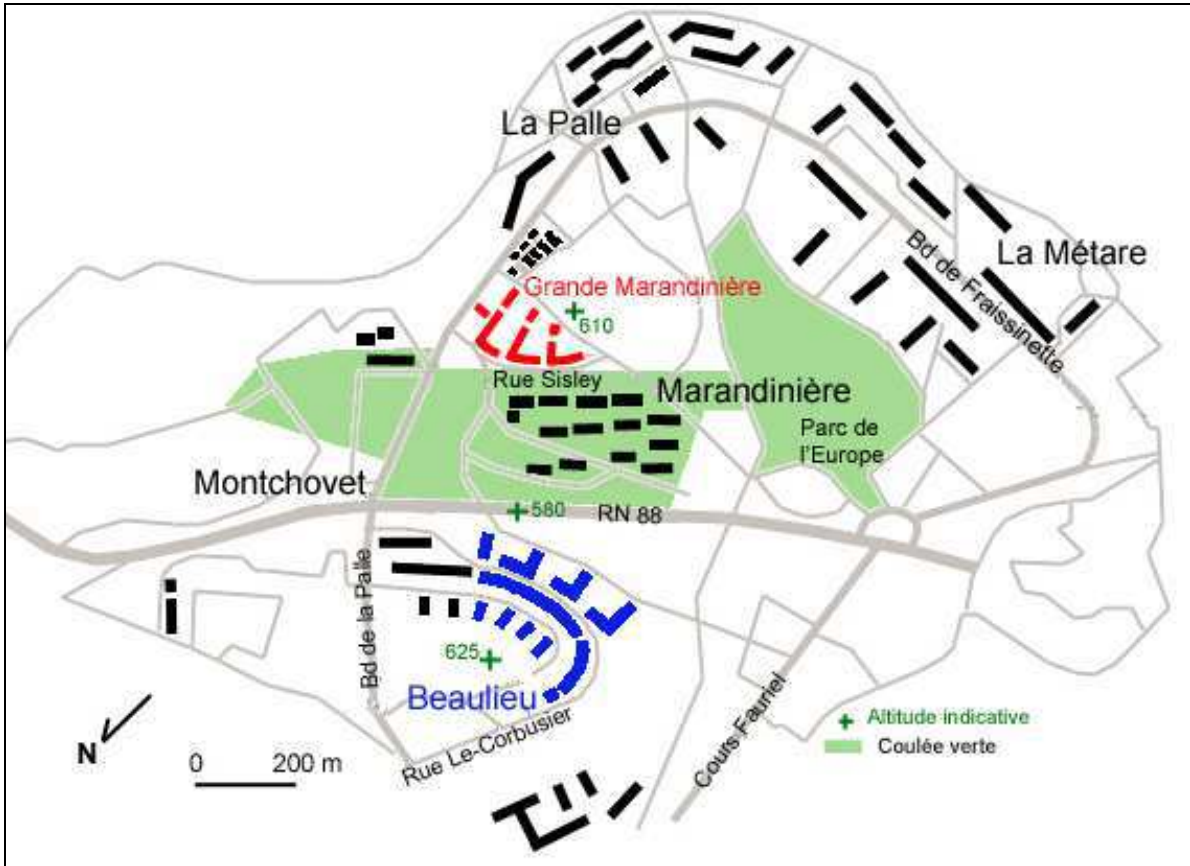 La Palle
Bd de Fraissinette
La Métare
Grande Marandinière
610
Rue Sisley
Marandinière
Parc de
l'Europe
Montchovet
580
RN 88
Bd de la Palle
625
Beaulieu
Rue Le-Corbusier
Cours Fauriel
Altitude indicative
Coulée verte
N
0 200 m